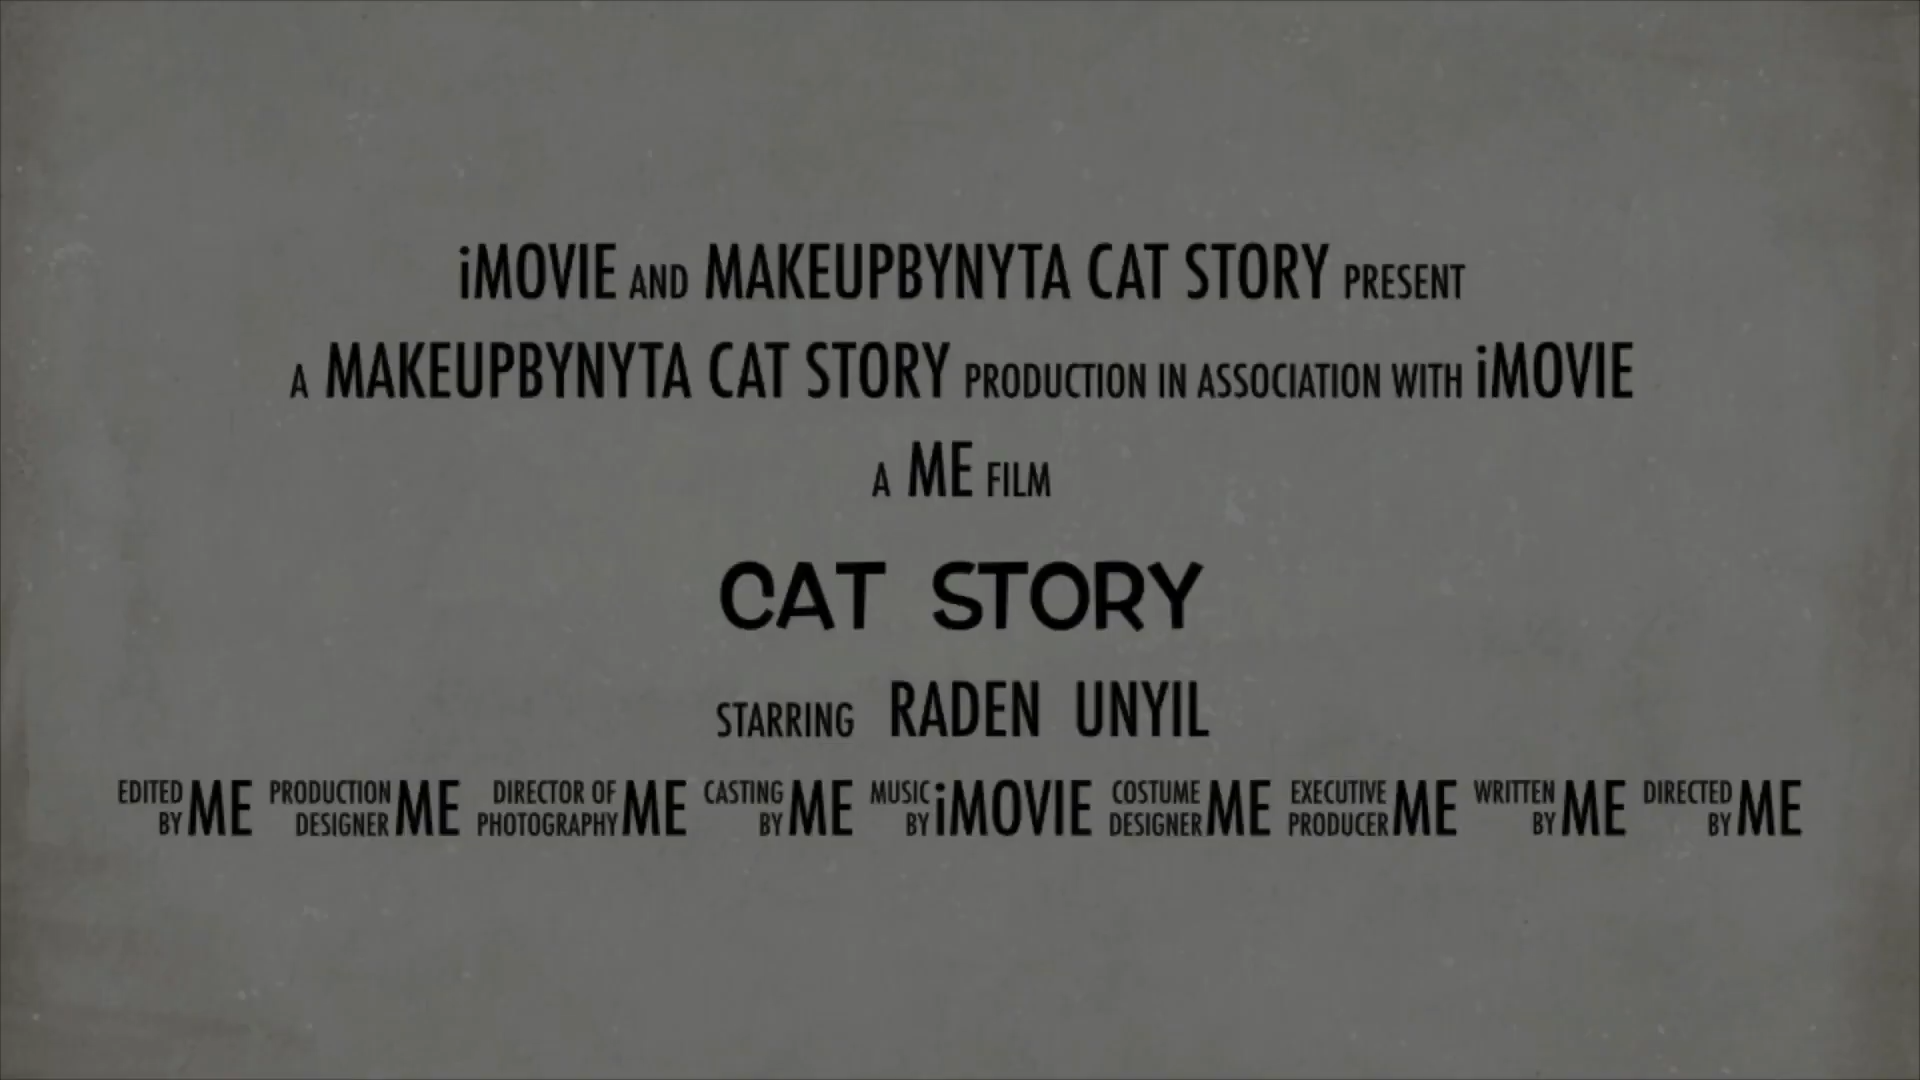 iMOVIE AND MAKEUPBYNYTA CAT STORY PRESENT
A MAKEUPBYNYTA CAT STORY PRODUCTION IN ASSOCIATION WITH iMOVIE
A ME FILM
CAT STORY
STARRING RADEN UNYIL
EDITED BY ME PRODUCTION DESIGNER ME DIRECTOR OF PHOTOGRAPHY ME CASTING BY ME MUSIC BY iMOVIE COSTUME DESIGNER ME EXECUTIVE PRODUCER ME WRITTEN BY ME DIRECTED BY ME